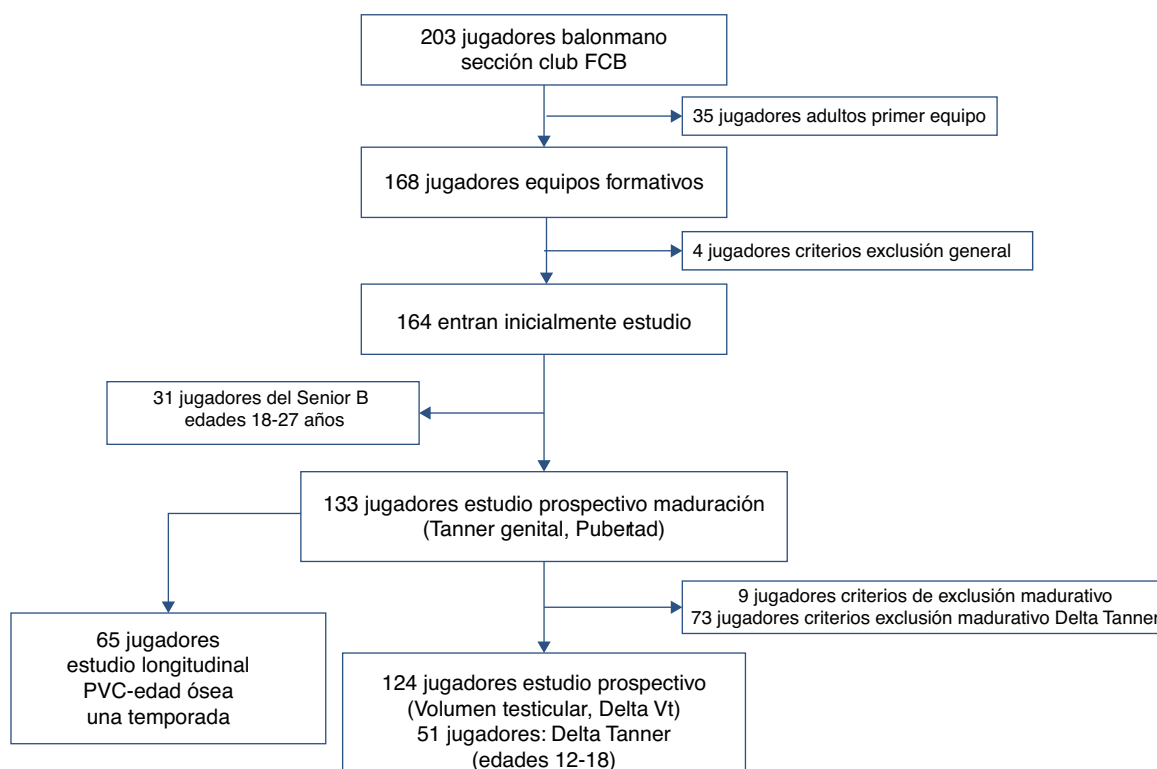 203 jugadores balonmano
sección club FCB
35 jugadores adultos primer equipo
168 jugadores equipos formativos
4 jugadores criterios exclusión general
164 entran inicialmente estudio
31 jugadores del Senior B
edades 18-27 años
133 jugadores estudio prospectivo maduración
(Tanner genital, Pubertad)
9 jugadores criterios de exclusión madurativo
73 jugadores criterios exclusión madurativo Delta Tanner
65 jugadores
estudio longitudinal
PVC-edad ósea
una temporada
124 jugadores estudio prospectivo
(Volumen testicular, Delta Vt)
51 jugadores: Delta Tanner
(edades 12-18)